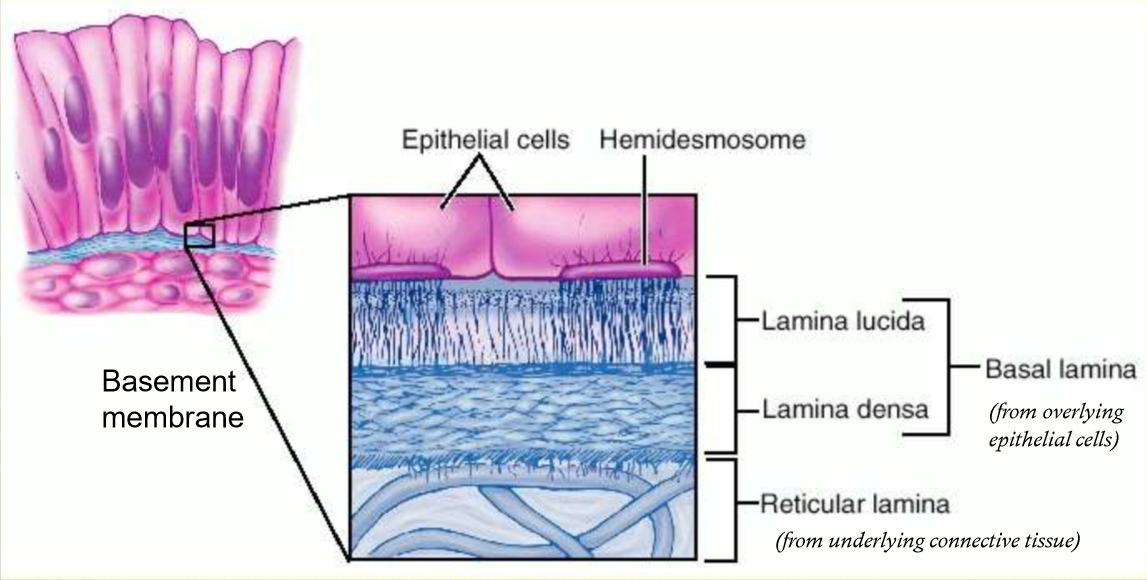 Epithelial cells
Hemidesmosome
Lamina lucida
Basal lamina
Basement
membrane
Lamina densa
(from overlying
epithelial cells)
Reticular lamina
(from underlying connective tissue)